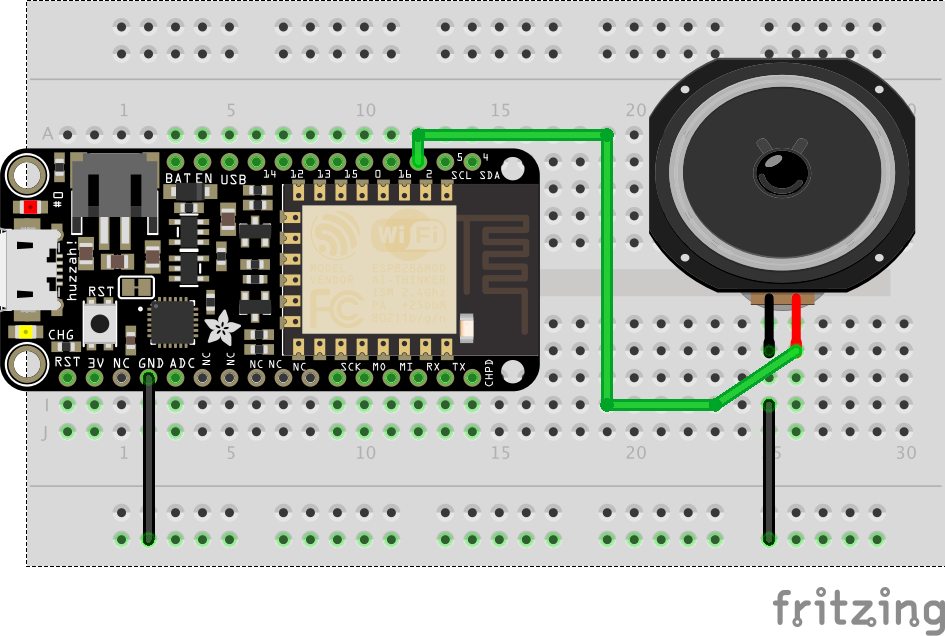 1 5 10 15 20
A
BAT EN USB 14 12 13 15 0 16 2 5 4
SCL SDA
#0
WiFi
huzzah!
FC
RST
CHG
RST 3V NC GND ADC NC NC NC NC NC SCK MO MI RX TX CHPD
I
J
1 5 10 15 20 30
fritzing